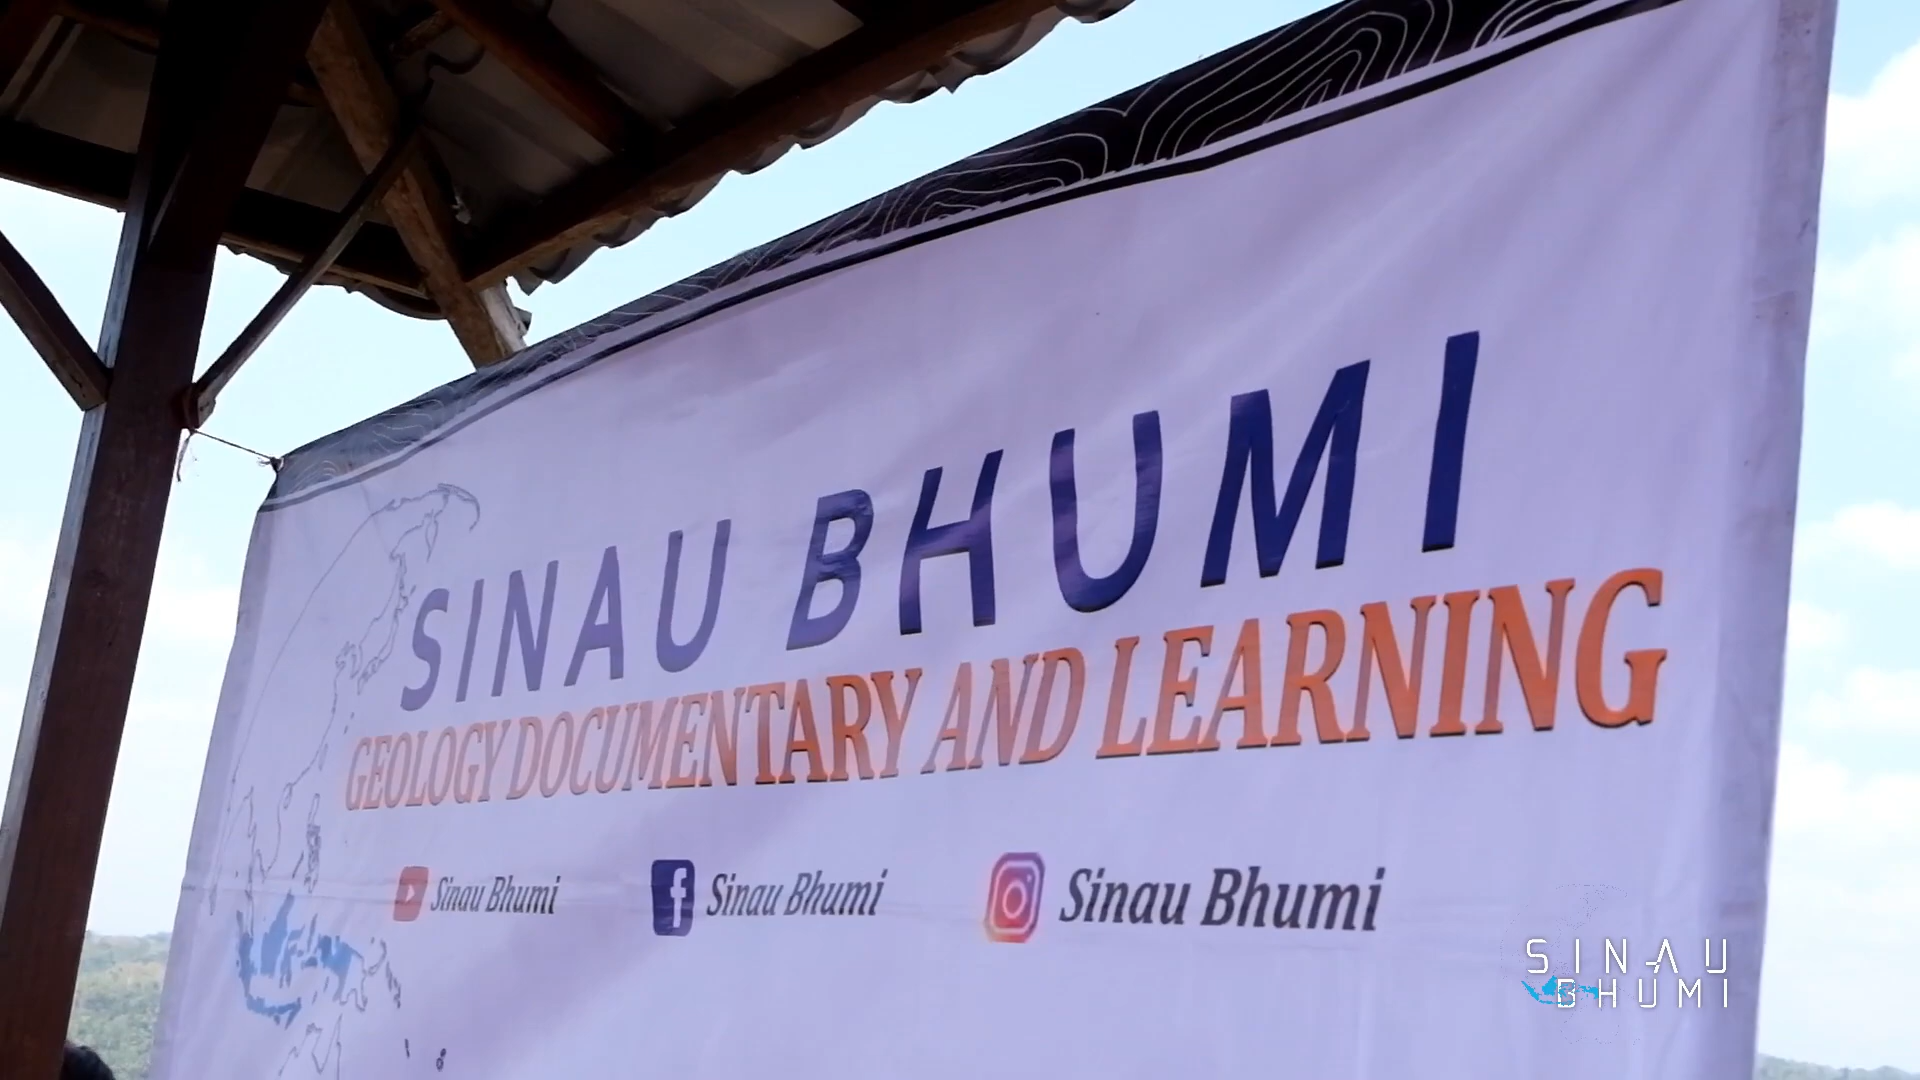 SINAU BHUMI
GEOLOGY DOCUMENTARY AND LEARNING
Sinau Bhumi
Sinau Bhumi
Sinau Bhumi
SINAU
BHUMI